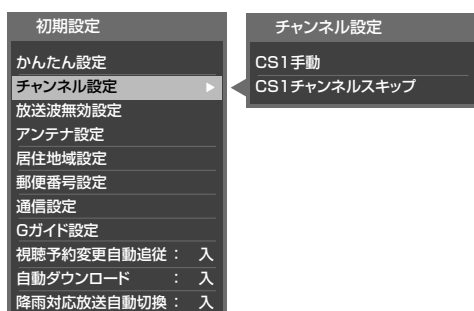 初期設定
かんたん設定
チャンネル設定
放送波無効設定
アンテナ設定
居住地域設定
郵便番号設定
通信設定
Gガイド設定
視聴予約変更自動追従： 入
自動ダウンロード ： 入
降雨対応放送自動切換： 入
チャンネル設定
CS1手動
CS1チャンネルスキップ